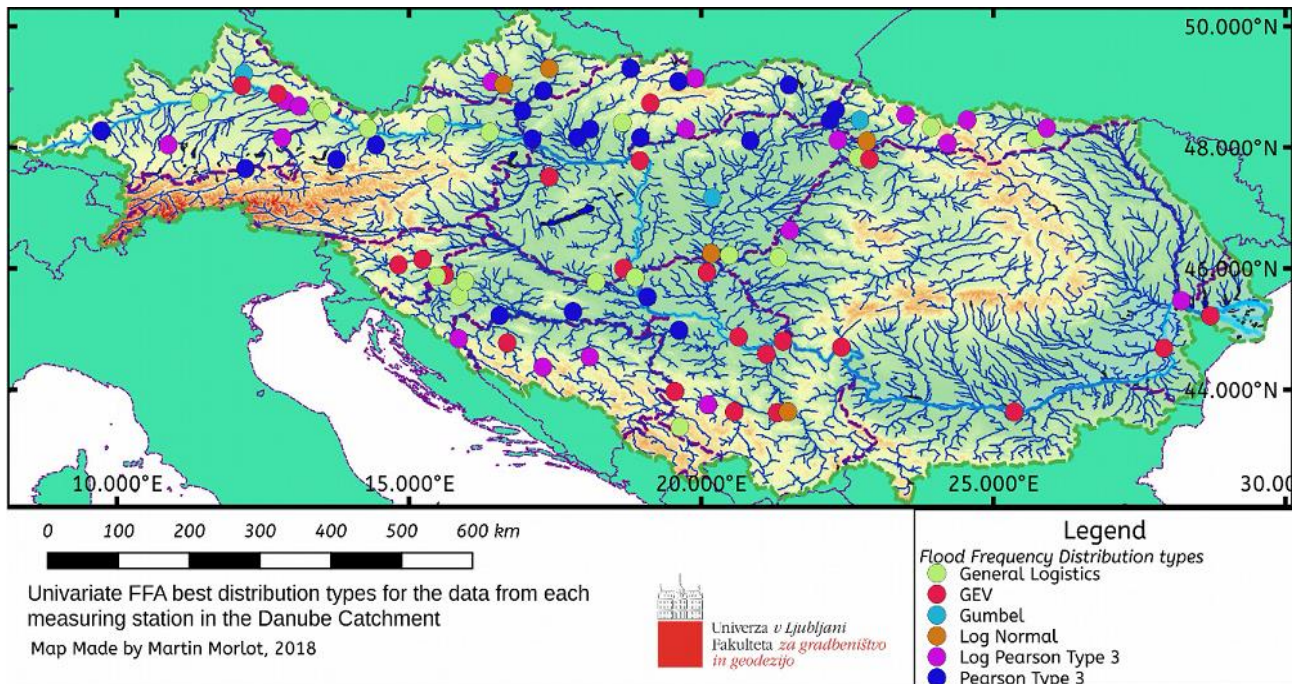 50.000°N
48.000°N
46.000°N
44.000°N
10.000°E
15.000°E
20.000°E
25.000°E
30.00
0 100 200 300 400 500 600 km
Univariate FFA best distribution types for the data from each
measuring station in the Danube Catchment
Map Made by Martin Morlot, 2018
Univerza v Ljubljani
Fakulteta za gradbeništvo
in geodezijo
Legend
Flood Frequency Distribution types
General Logistics
GEV
Gumbel
Log Normal
Log Pearson Type 3
Pearson Type 3